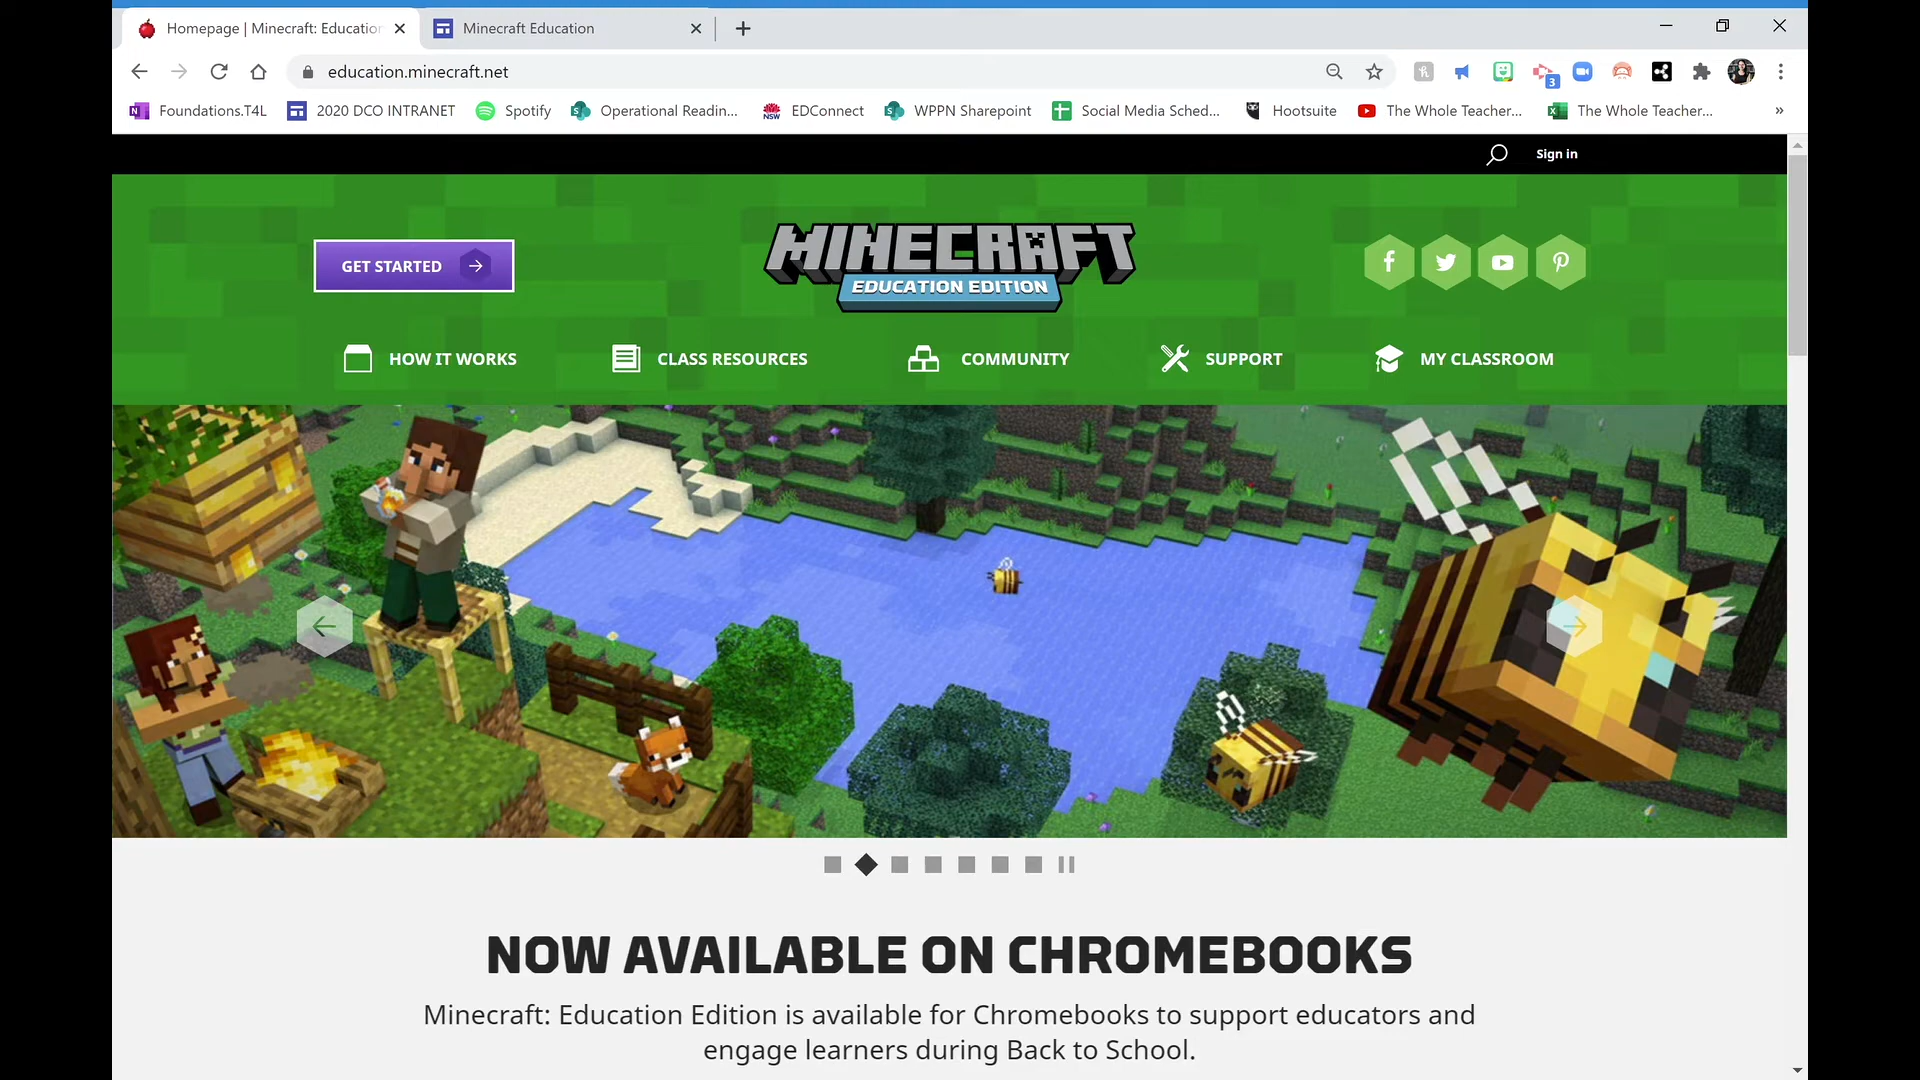 Homepage | Minecraft: Education
Minecraft Education
education.minecraft.net
3
Foundations.T4L
2020 DCO INTRANET
Spotify
Operational Readin...
NSW
EDConnect
WPPN Sharepoint
Social Media Sched...
Hootsuite
The Whole Teacher...
The Whole Teacher...
Sign in
GET STARTED
MINECRAFT
EDUCATION EDITION
HOW IT WORKS
CLASS RESOURCES
COMMUNITY
SUPPORT
MY CLASSROOM
NOW AVAILABLE ON CHROMEBOOKS
Minecraft: Education Edition is available for Chromebooks to support educators and
engage learners during Back to School.